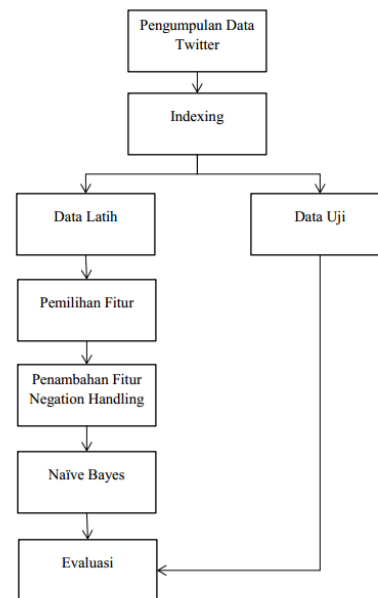 Pengumpulan Data
Twitter
Indexing
Data Latih
Data Uji
Pemilihan Fitur
Penambahan Fitur
Negation Handling
Naïve Bayes
Evaluasi